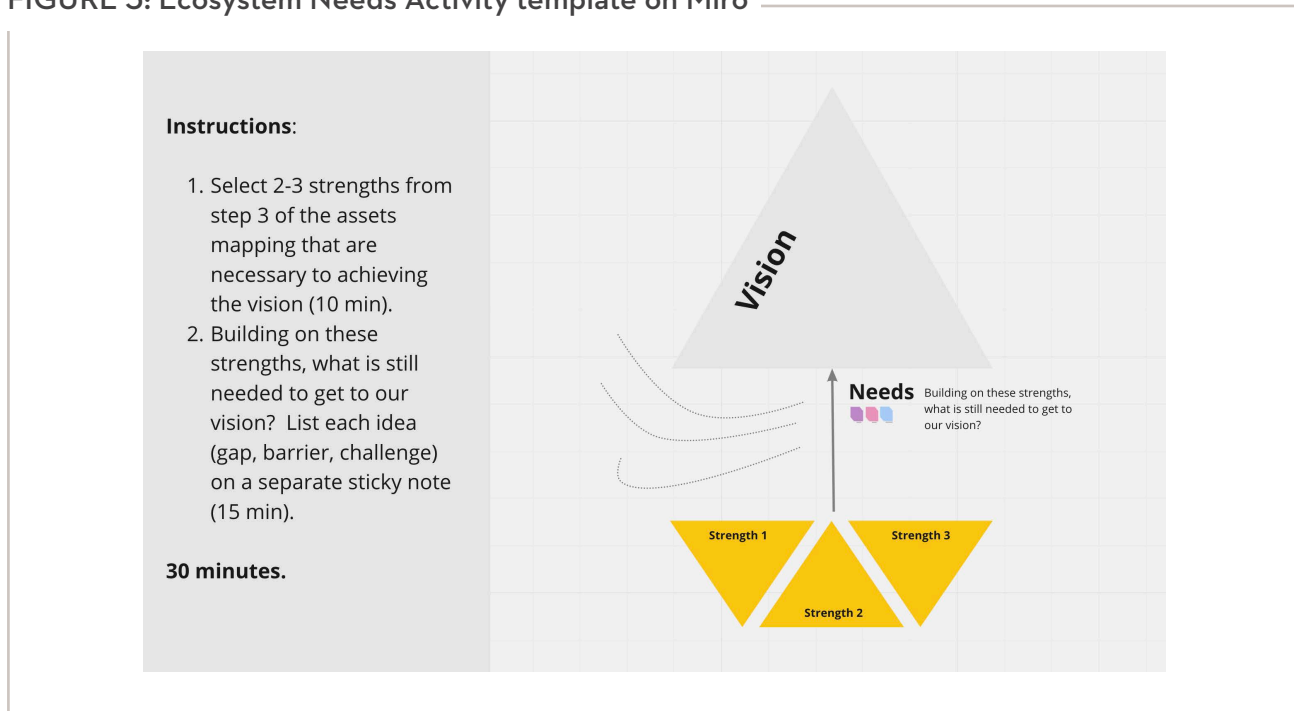 FIGURE 5: Ecosystem Needs Activity template on Miro
Instructions:
1. Select 2-3 strengths from
step 3 of the assets
mapping that are
necessary to achieving
the vision (10 min).
2. Building on these
strengths, what is still
needed to get to our
vision? List each idea
(gap, barrier, challenge)
on a separate sticky note
(15 min).
30 minutes.
Vision
Needs
Building on these strengths,
what is still needed to get to
our vision?
Strength 1
Strength 3
Strength 2